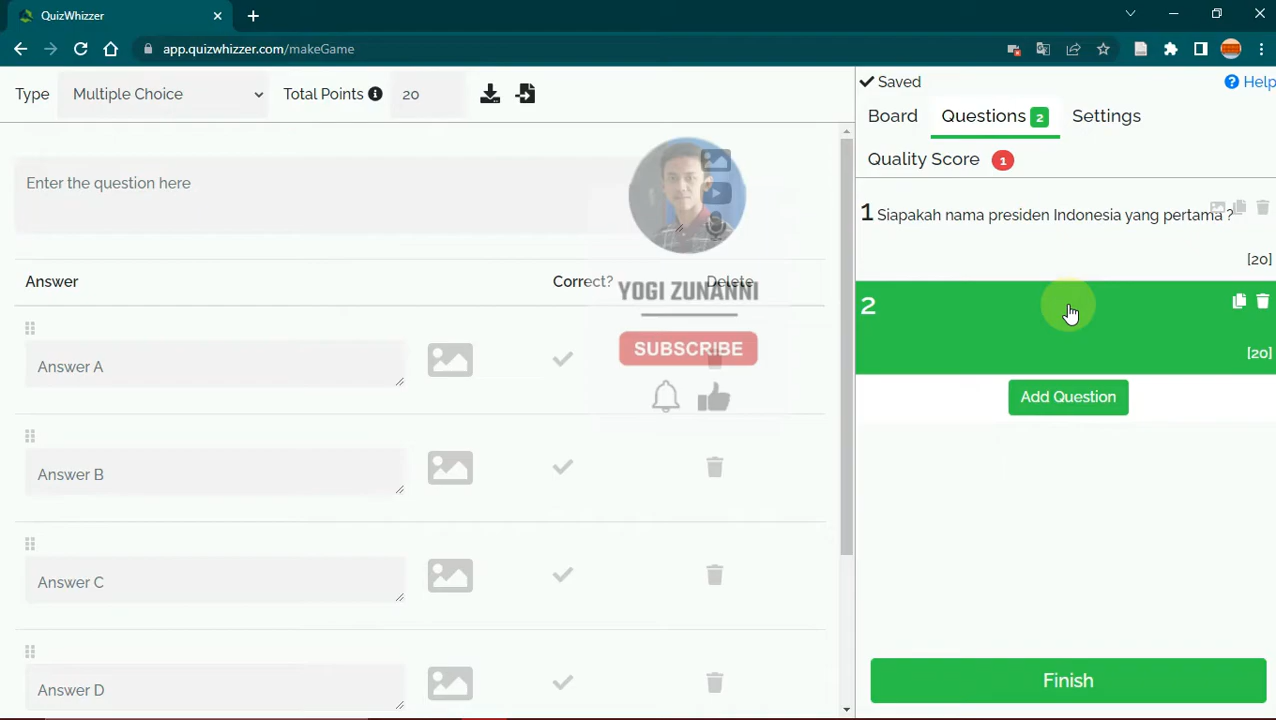 QuizWhizzer
app.quizwhizzer.com/makeGame
Type Multiple Choice Total Points 20
Saved
Help
Board Questions 2 Settings
Quality Score 1
Enter the question here
1 Siapakah nama presiden Indonesia yang pertama ?
[20]
Answer Correct? Delete
YOGI ZUNANNI
SUBSCRIBE
2
[20]
Answer A
Add Question
Answer B
Answer C
Answer D
Finish